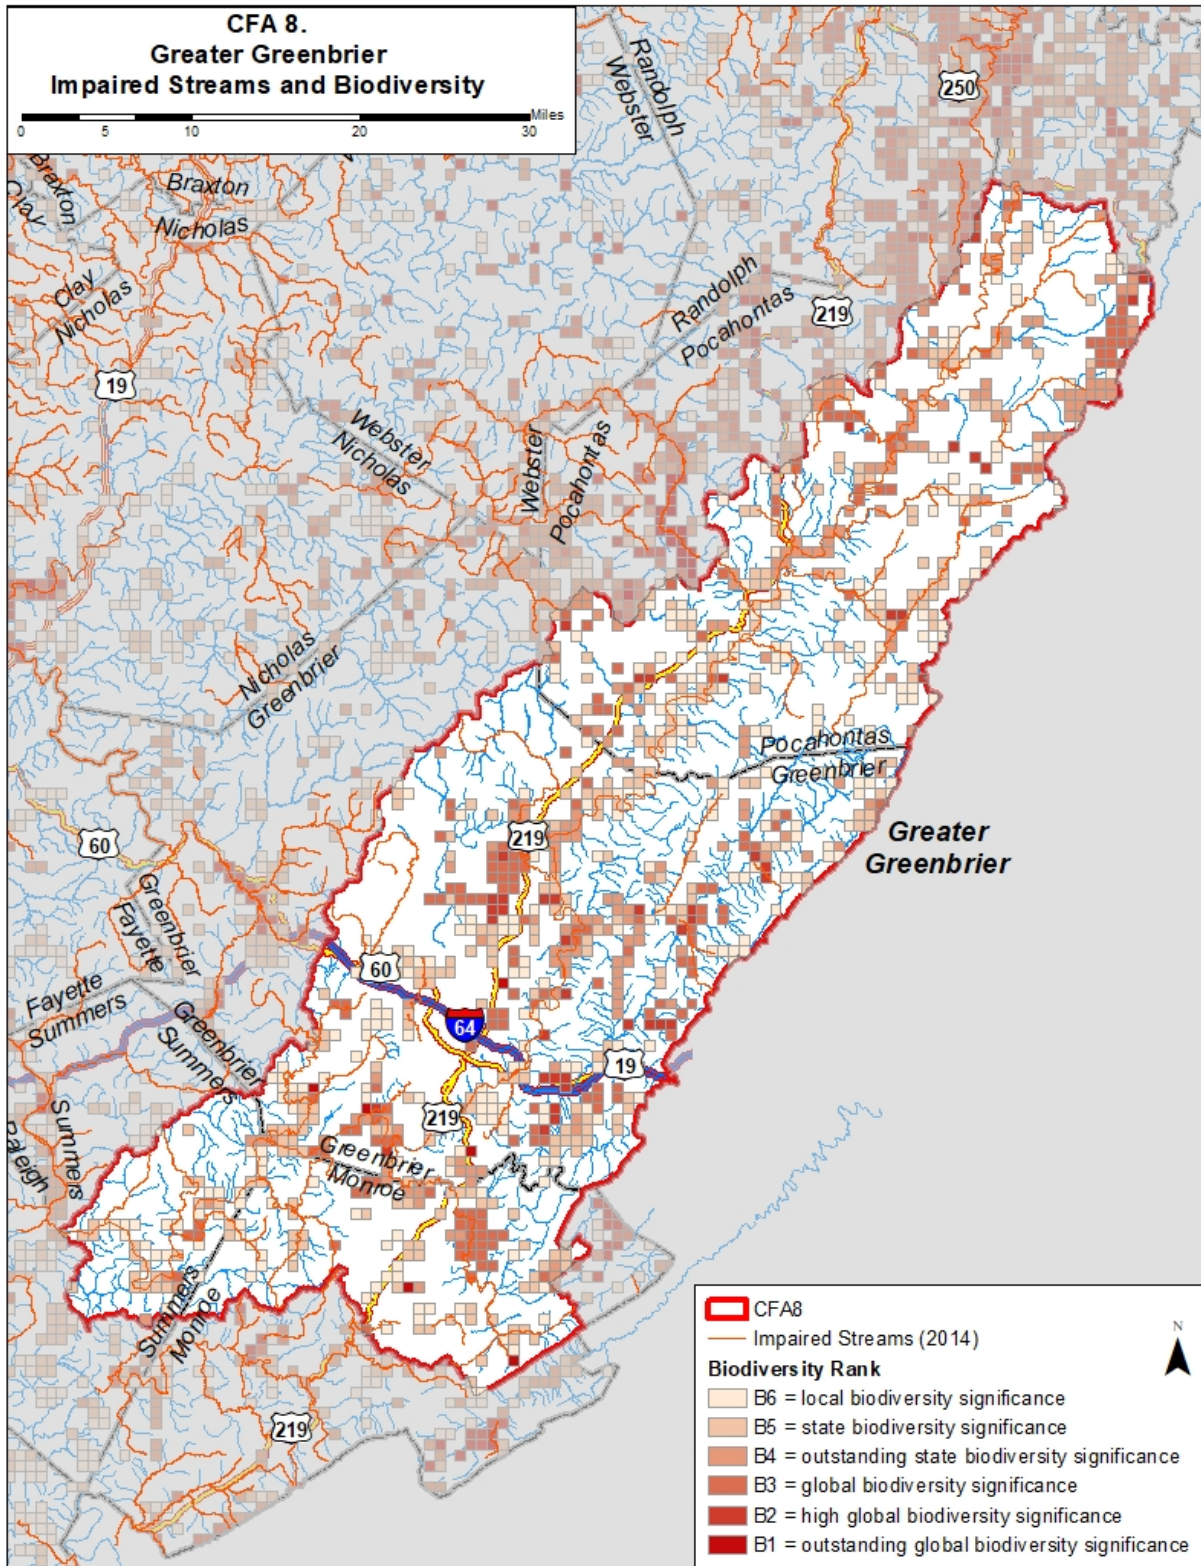 CFA 8.
Greater Greenbrier
Impaired Streams and Biodiversity
Miles
0 5 10 20 30
Randolph
Webster
250
Braxton
Clay
Braxton
Nicholas
Clay
Nicholas
Randolph
Pocahontas
219
19
Webster
Nicholas
Webster
Pocahontas
Nicholas
Greenbrier
Pocahontas
Greenbrier
60
219
Greater
Greenbrier
Greenbrier
Fayette
60
Fayette
Summers
Greenbrier
Summers
64
19
219
Summers
Raleigh
Greenbrier
Monroe
Summers
Monroe
219
CFA8
Impaired Streams (2014)
N
Biodiversity Rank
B6 = local biodiversity significance
B5 = state biodiversity significance
B4 = outstanding state biodiversity significance
B3 = global biodiversity significance
B2 = high global biodiversity significance
B1 = outstanding global biodiversity significance